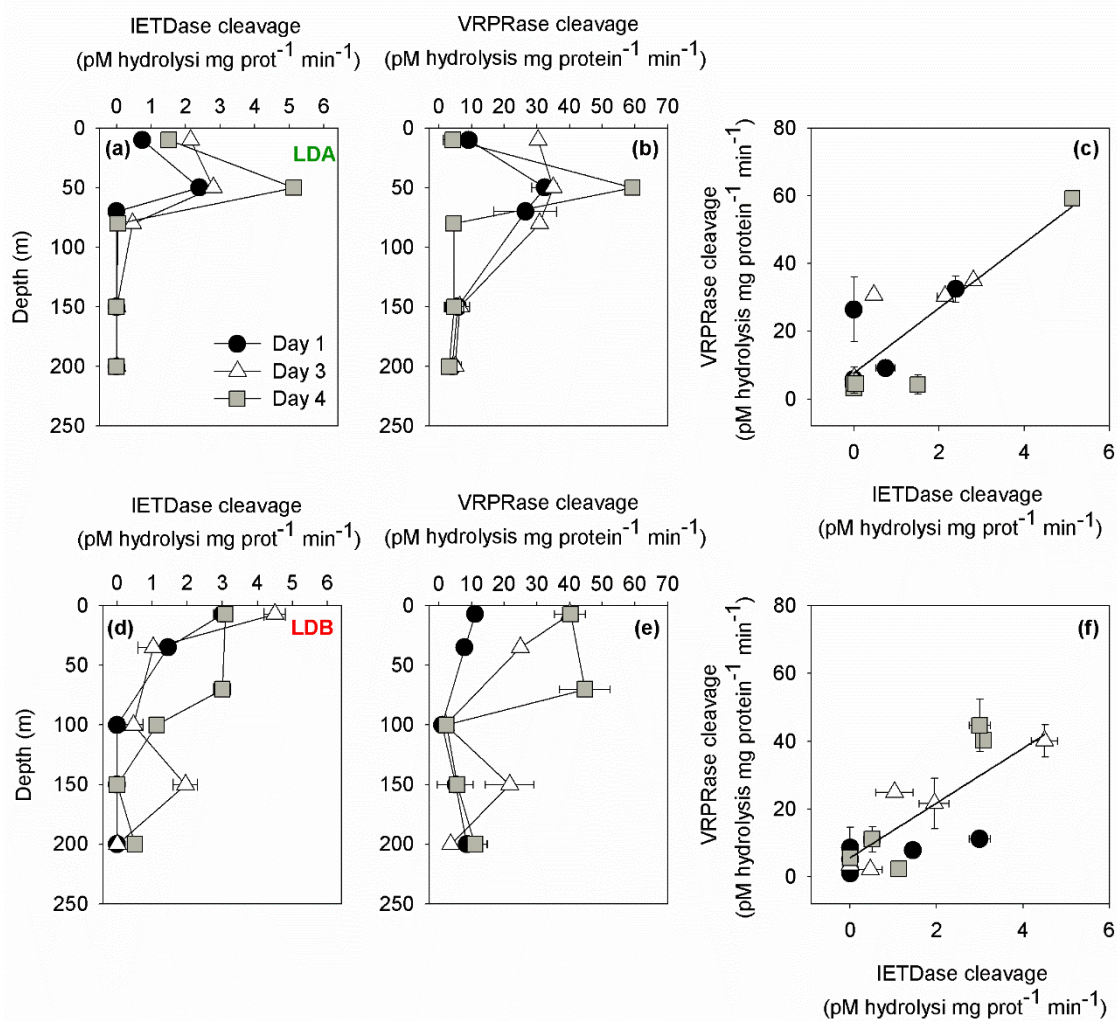 IETDase cleavage
(pM hydrolysi mg prot-1 min-1)
0 1 2 3 4 5 6
VRPRase cleavage
(pM hydrolysis mg protein-1 min-1)
0 10 20 30 40 50 60 70
Depth (m)
0
50
100
150
200
250
(a)
LDA
Day 1
Day 3
Day 4
(b)
VRPRase cleavage
(pM hydrolysis mg protein-1 min-1)
80
60
40
20
0
(c)
0 2 4 6
IETDase cleavage
(pM hydrolysi mg prot-1 min-1)
IETDase cleavage
(pM hydrolysi mg prot-1 min-1)
0 1 2 3 4 5 6
VRPRase cleavage
(pM hydrolysis mg protein-1 min-1)
0 10 20 30 40 50 60 70
Depth (m)
0
50
100
150
200
250
(d)
LDB
(e)
VRPRase cleavage
(pM hydrolysis mg protein-1 min-1)
80
60
40
20
0
(f)
0 2 4 6
IETDase cleavage
(pM hydrolysi mg prot-1 min-1)